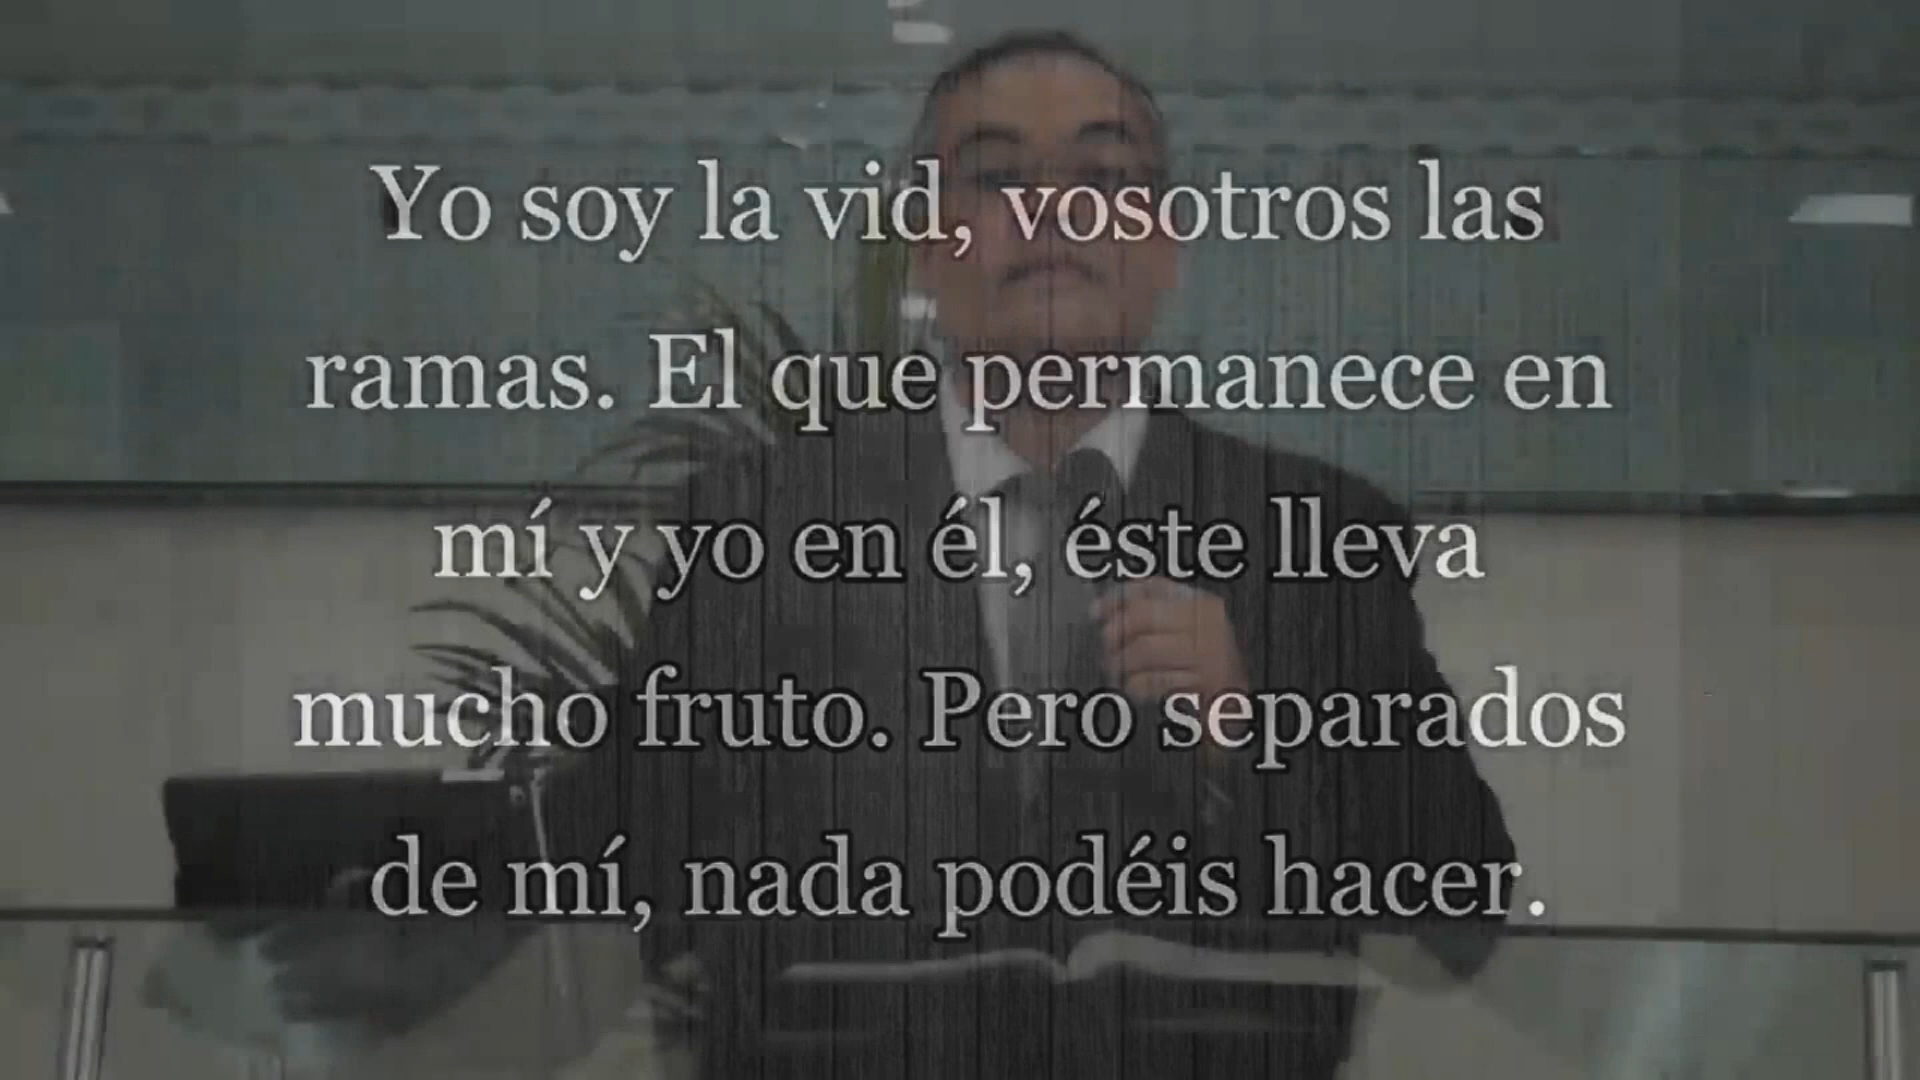 Yo soy la vid, vosotros las
ramas. El que permanece en
mí y yo en él, éste lleva
mucho fruto. Pero separados
de mí, nada podéis hacer.